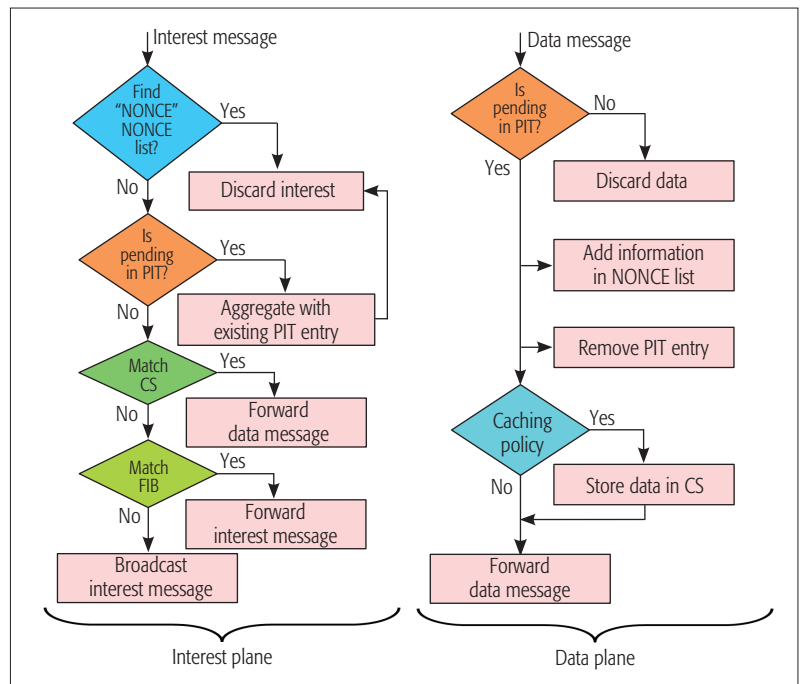 Interest message
Find
"NONCE"
NONCE
list?
Yes
No
Discard interest
Is
pending
in PIT?
Yes
No
Aggregate with
existing PIT entry
Match
CS
Yes
No
Forward
data message
Match
FIB
Yes
No
Forward
interest message
Broadcast
interest message
Interest plane
Data message
Is
pending
in PIT?
No
Yes
Discard data
Add information
in NONCE list
Remove PIT entry
Caching
policy
Yes
No
Store data in CS
Forward
data message
Data plane